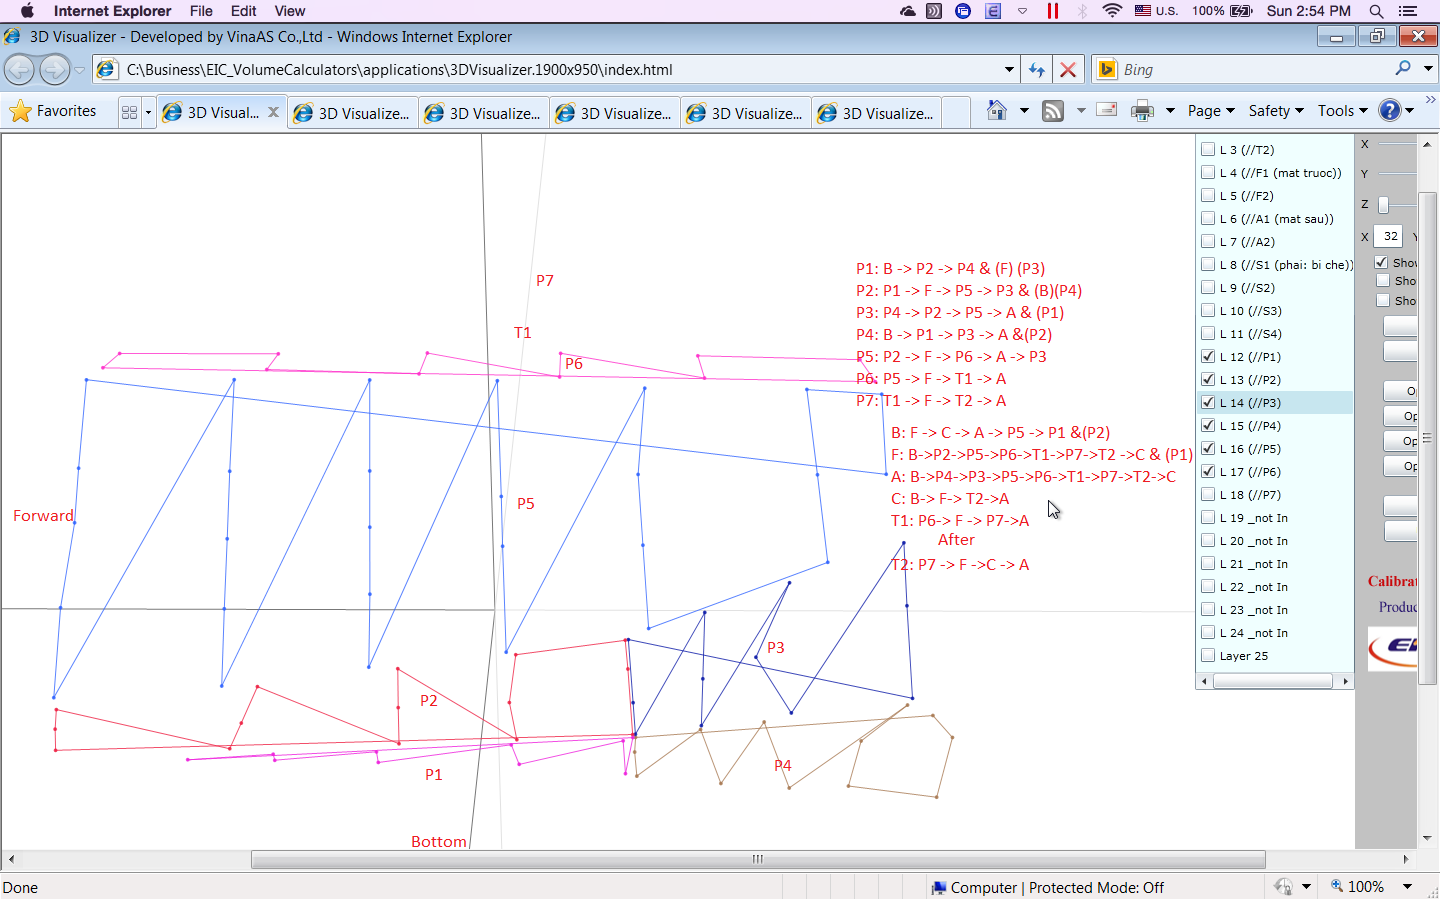 Internet Explorer File Edit View U.S. 100% Sun 2:54 PM
3D Visualizer - Developed by VinaAS Co.,Ltd - Windows Internet Explorer
C:\Business\EIC_VolumeCalculators\applications\3DVisualizer.1900x950\index.html
Bing
Favorites
3D Visual... 3D Visualize... 3D Visualize... 3D Visualize... 3D Visualize... 3D Visualize...
Page Safety Tools
P7
T1
P6
P5
Forward
P2
P1
P3
P4
Bottom
P1: B -> P2 -> P4 & (F) (P3)
P2: P1 -> F -> P5 -> P3 & (B)(P4)
P3: P4 -> P2 -> P5 -> A & (P1)
P4: B -> P1 -> P3 -> A &(P2)
P5: P2 -> F -> P6 -> A -> P3
P6: P5 -> F -> T1 -> A
P7: T1 -> F -> T2 -> A
B: F -> C -> A -> P5 -> P1 &(P2)
F: B->P2->P5->P6->T1->P7->T2 ->C & (P1)
A: B->P4->P3->P5->P6->T1->P7->T2->C
C: B-> F-> T2->A
T1: P6-> F -> P7->A
After
T2: P7 -> F ->C -> A
L 3 (//T2)
L 4 (//F1 (mat truoc))
L 5 (//F2)
L 6 (//A1 (mat sau))
L 7 (//A2)
L 8 (//S1 (phai: bi che))
L 9 (//S2)
L 10 (//S3)
L 11 (//S4)
L 12 (//P1)
L 13 (//P2)
L 14 (//P3)
L 15 (//P4)
L 16 (//P5)
L 17 (//P6)
L 18 (//P7)
L 19 _not In
L 20 _not In
L 21 _not In
L 22 _not In
L 23 _not In
L 24 _not In
Layer 25
X
Y
Z
X 32 Y
Show
Sho
Sho
O
Op
Op
Op
Calibrat
Produc
Done
Computer | Protected Mode: Off
100%